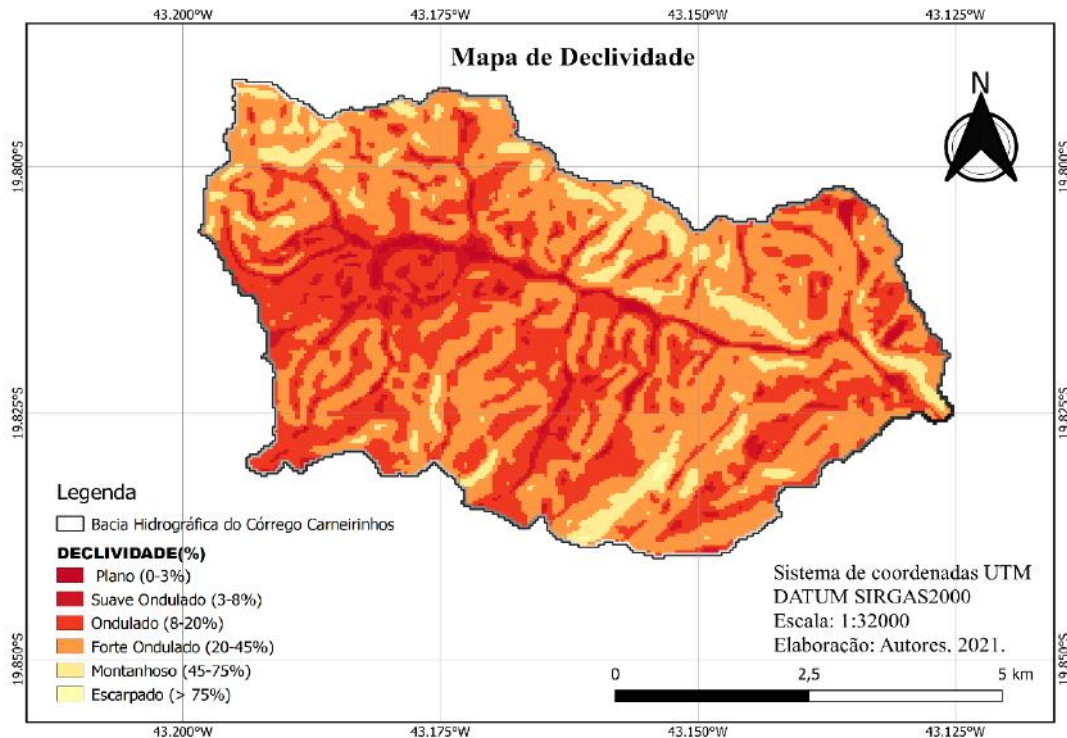 43.200°W 43.175°W 43.150°W 43.125°W
Mapa de Declividade
N
19.800°S 19.800°S
19.825°S 19.825°S
Legenda
Bacia Hidrográfica do Córrego Carneirinhos
DECLIVIDADE(%)
Plano (0-3%)
Suave Ondulado (3-8%)
Ondulado (8-20%)
Forte Ondulado (20-45%)
Montanhoso (45-75%)
Escarpado (> 75%)
Sistema de coordenadas UTM
DATUM SIRGAS2000
Escala: 1:32000
Elaboração: Autores, 2021.
19.850°S 19.850°S
0 2,5 5 km
43.200°W 43.175°W 43.150°W 43.125°W